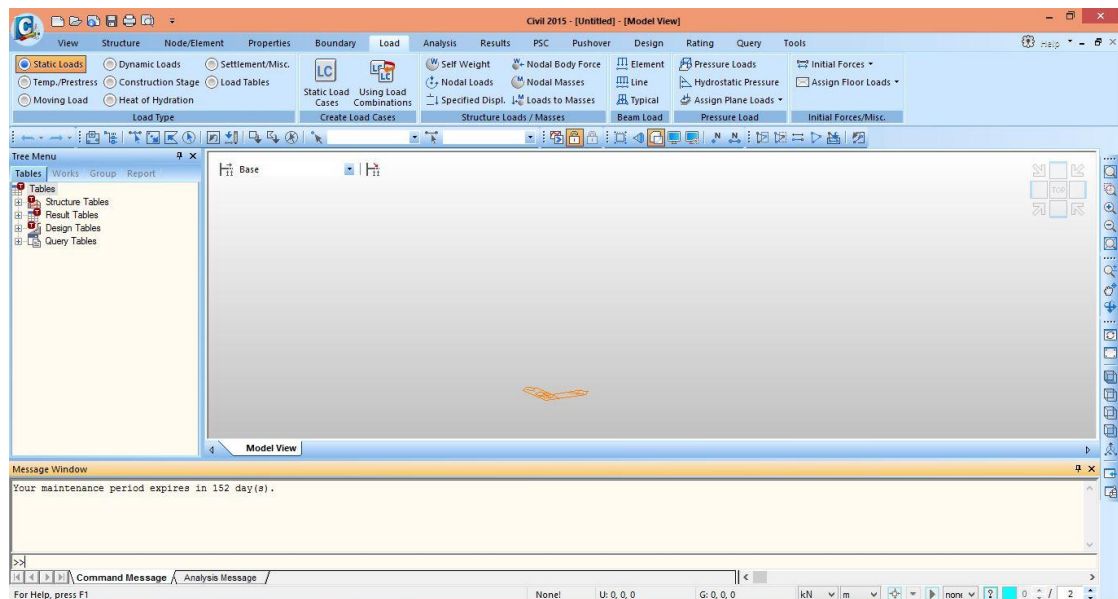 Civil 2015 - [Untitled] - [Model View]
View Structure Node/Element Properties Boundary Load Analysis Results PSC Pushover Design Rating Query Tools Help
Static Loads Dynamic Loads Settlement/Misc.
Temp./Prestress Construction Stage Load Tables
Moving Load Heat of Hydration
Load Type
LC
Static Load Cases
Using Load Combinations
Create Load Cases
Self Weight Nodal Body Force
Nodal Loads Nodal Masses
Specified Displ. Loads to Masses
Structure Loads / Masses
Element
Line
Typical
Beam Load
Pressure Loads
Hydrostatic Pressure
Assign Plane Loads
Pressure Load
Initial Forces
Assign Floor Loads
Initial Forces/Misc.
Tree Menu
Tables Works Group Report
Tables
Structure Tables
Result Tables
Design Tables
Query Tables
Base
TOP
Model View
Message Window
Your maintenance period expires in 152 day(s).
>>
Command Message Analysis Message
For Help, press F1 None! U: 0, 0, 0 G: 0, 0, 0 kN m none ? 0 / 2